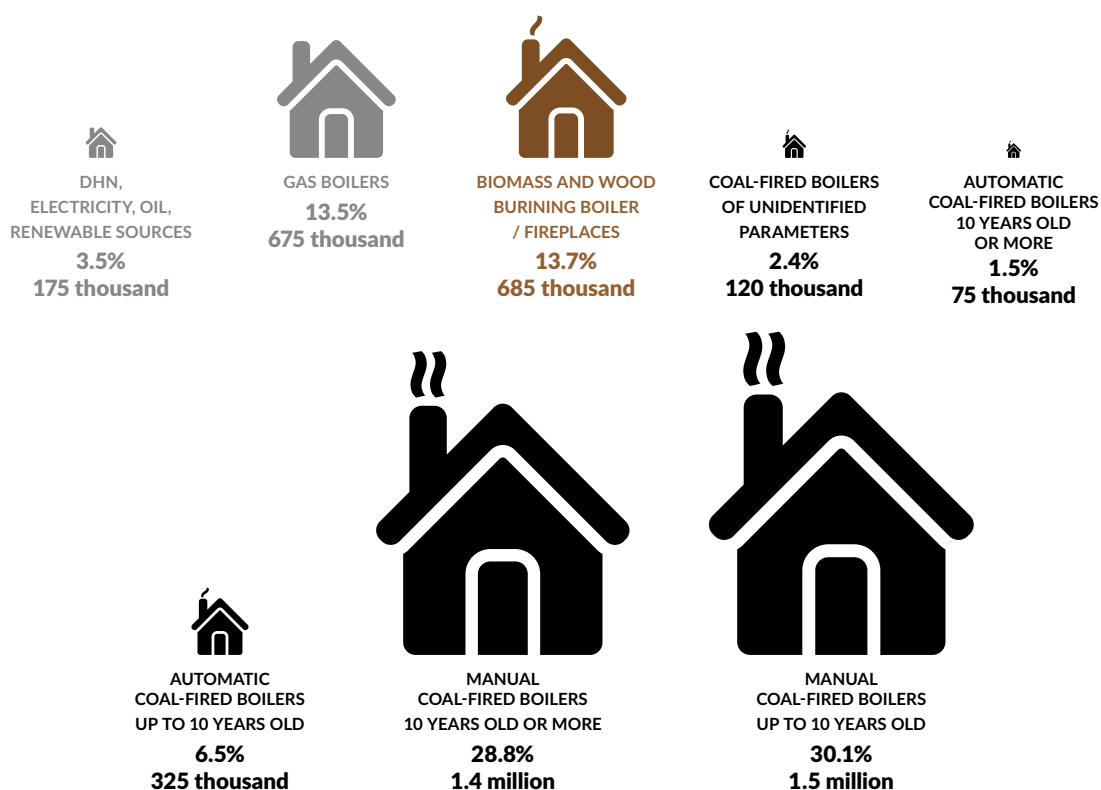 DHN,
ELECTRICITY, OIL,
RENEWABLE SOURCES
3.5%
175 thousand
GAS BOILERS
13.5%
675 thousand
BIOMASS AND WOOD
BURINING BOILER
/ FIREPLACES
13.7%
685 thousand
COAL-FIRED BOILERS
OF UNIDENTIFIED
PARAMETERS
2.4%
120 thousand
AUTOMATIC
COAL-FIRED BOILERS
10 YEARS OLD
OR MORE
1.5%
75 thousand
AUTOMATIC
COAL-FIRED BOILERS
UP TO 10 YEARS OLD
6.5%
325 thousand
MANUAL
COAL-FIRED BOILERS
10 YEARS OLD OR MORE
28.8%
1.4 million
MANUAL
COAL-FIRED BOILERS
UP TO 10 YEARS OLD
30.1%
1.5 million